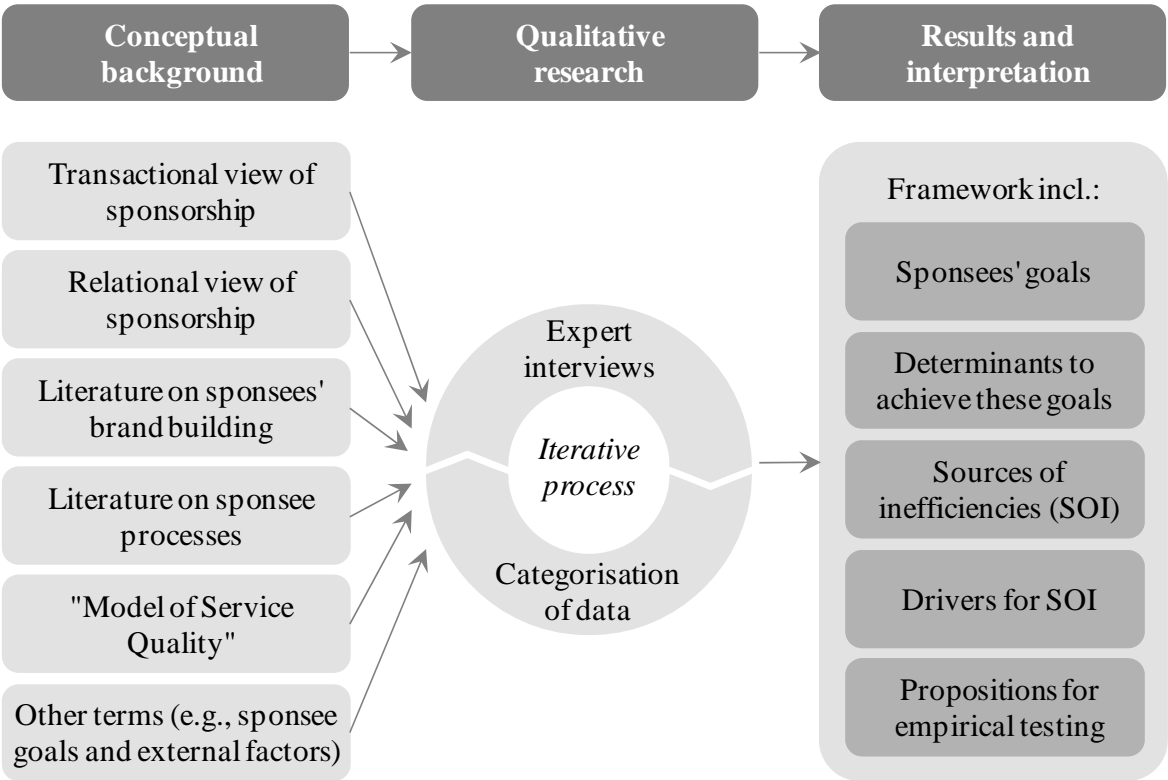 Conceptual
background
Qualitative
research
Results and
interpretation
Transactional view of
sponsorship
Relational view of
sponsorship
Literature on sponsees'
brand building
Literature on sponsee
processes
"Model of Service
Quality"
Other terms (e.g., sponsee
goals and external factors)
Expert
interviews
Iterative
process
Categorisation
of data
Framework incl.:
Sponsees' goals
Determinants to
achieve these goals
Sources of
inefficiencies (SOI)
Drivers for SOI
Propositions for
empirical testing